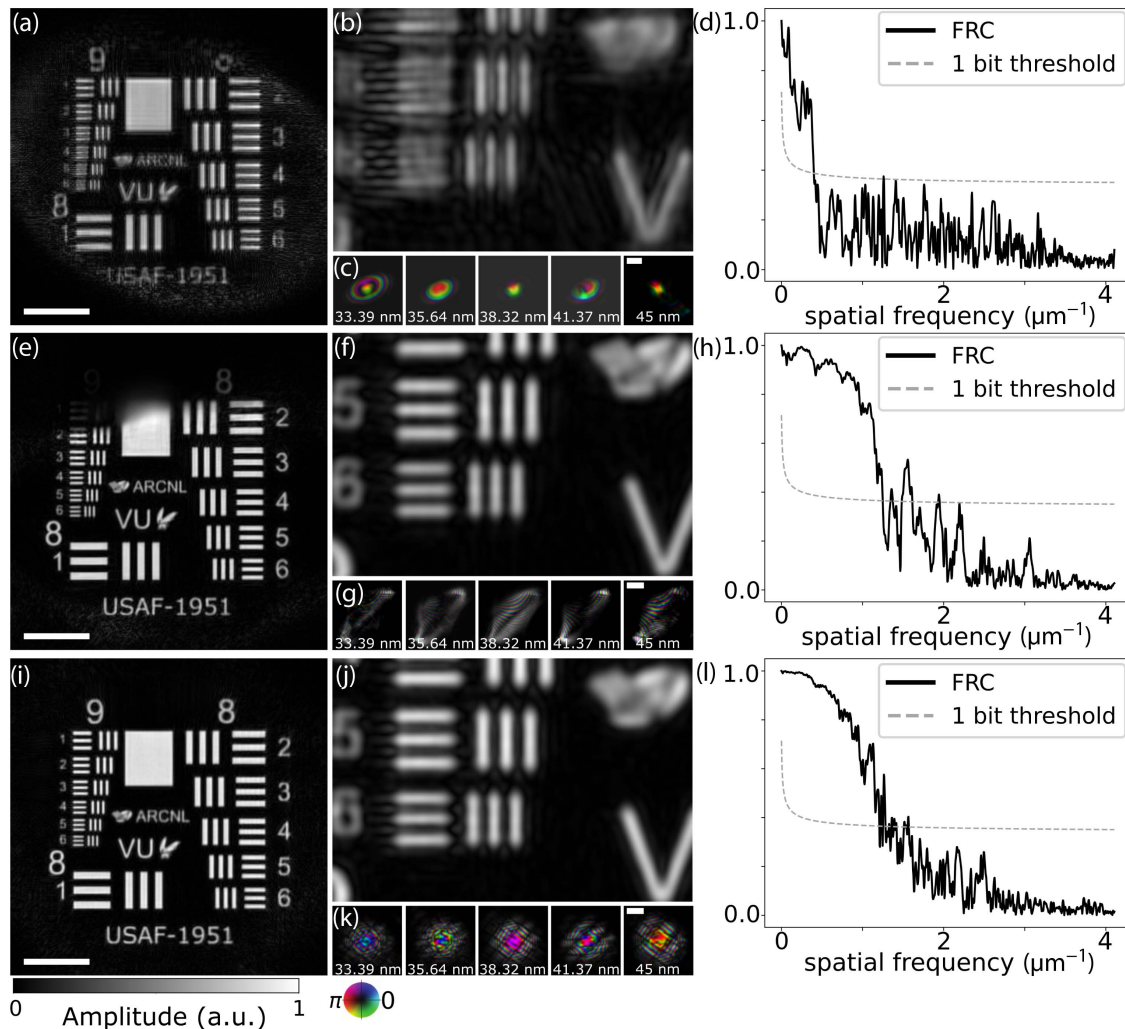 (a)
9
3
4
5
6
ARCNL
VU
8
1
USAF-1951
(b)
(c)
33.39 nm
35.64 nm
38.32 nm
41.37 nm
45 nm
(d)
1.0
0.0
FRC
1 bit threshold
0 2 4
spatial frequency (µm⁻¹)
(e)
9 8
1 2
2
3 3
4
5 4
6
ARCNL
VU
5
8
1 6
USAF-1951
(f)
5
6
(g)
33.39 nm
35.64 nm
38.32 nm
41.37 nm
45 nm
(h)
1.0
0.0
FRC
1 bit threshold
0 2 4
spatial frequency (µm⁻¹)
(i)
9 8
1 2
2
3 3
4
5 4
6
ARCNL
VU
5
8
1 6
USAF-1951
(j)
5
6
(k)
33.39 nm
35.64 nm
38.32 nm
41.37 nm
45 nm
(l)
1.0
0.0
FRC
1 bit threshold
0 2 4
spatial frequency (µm⁻¹)
0 1
Amplitude (a.u.)
π 0